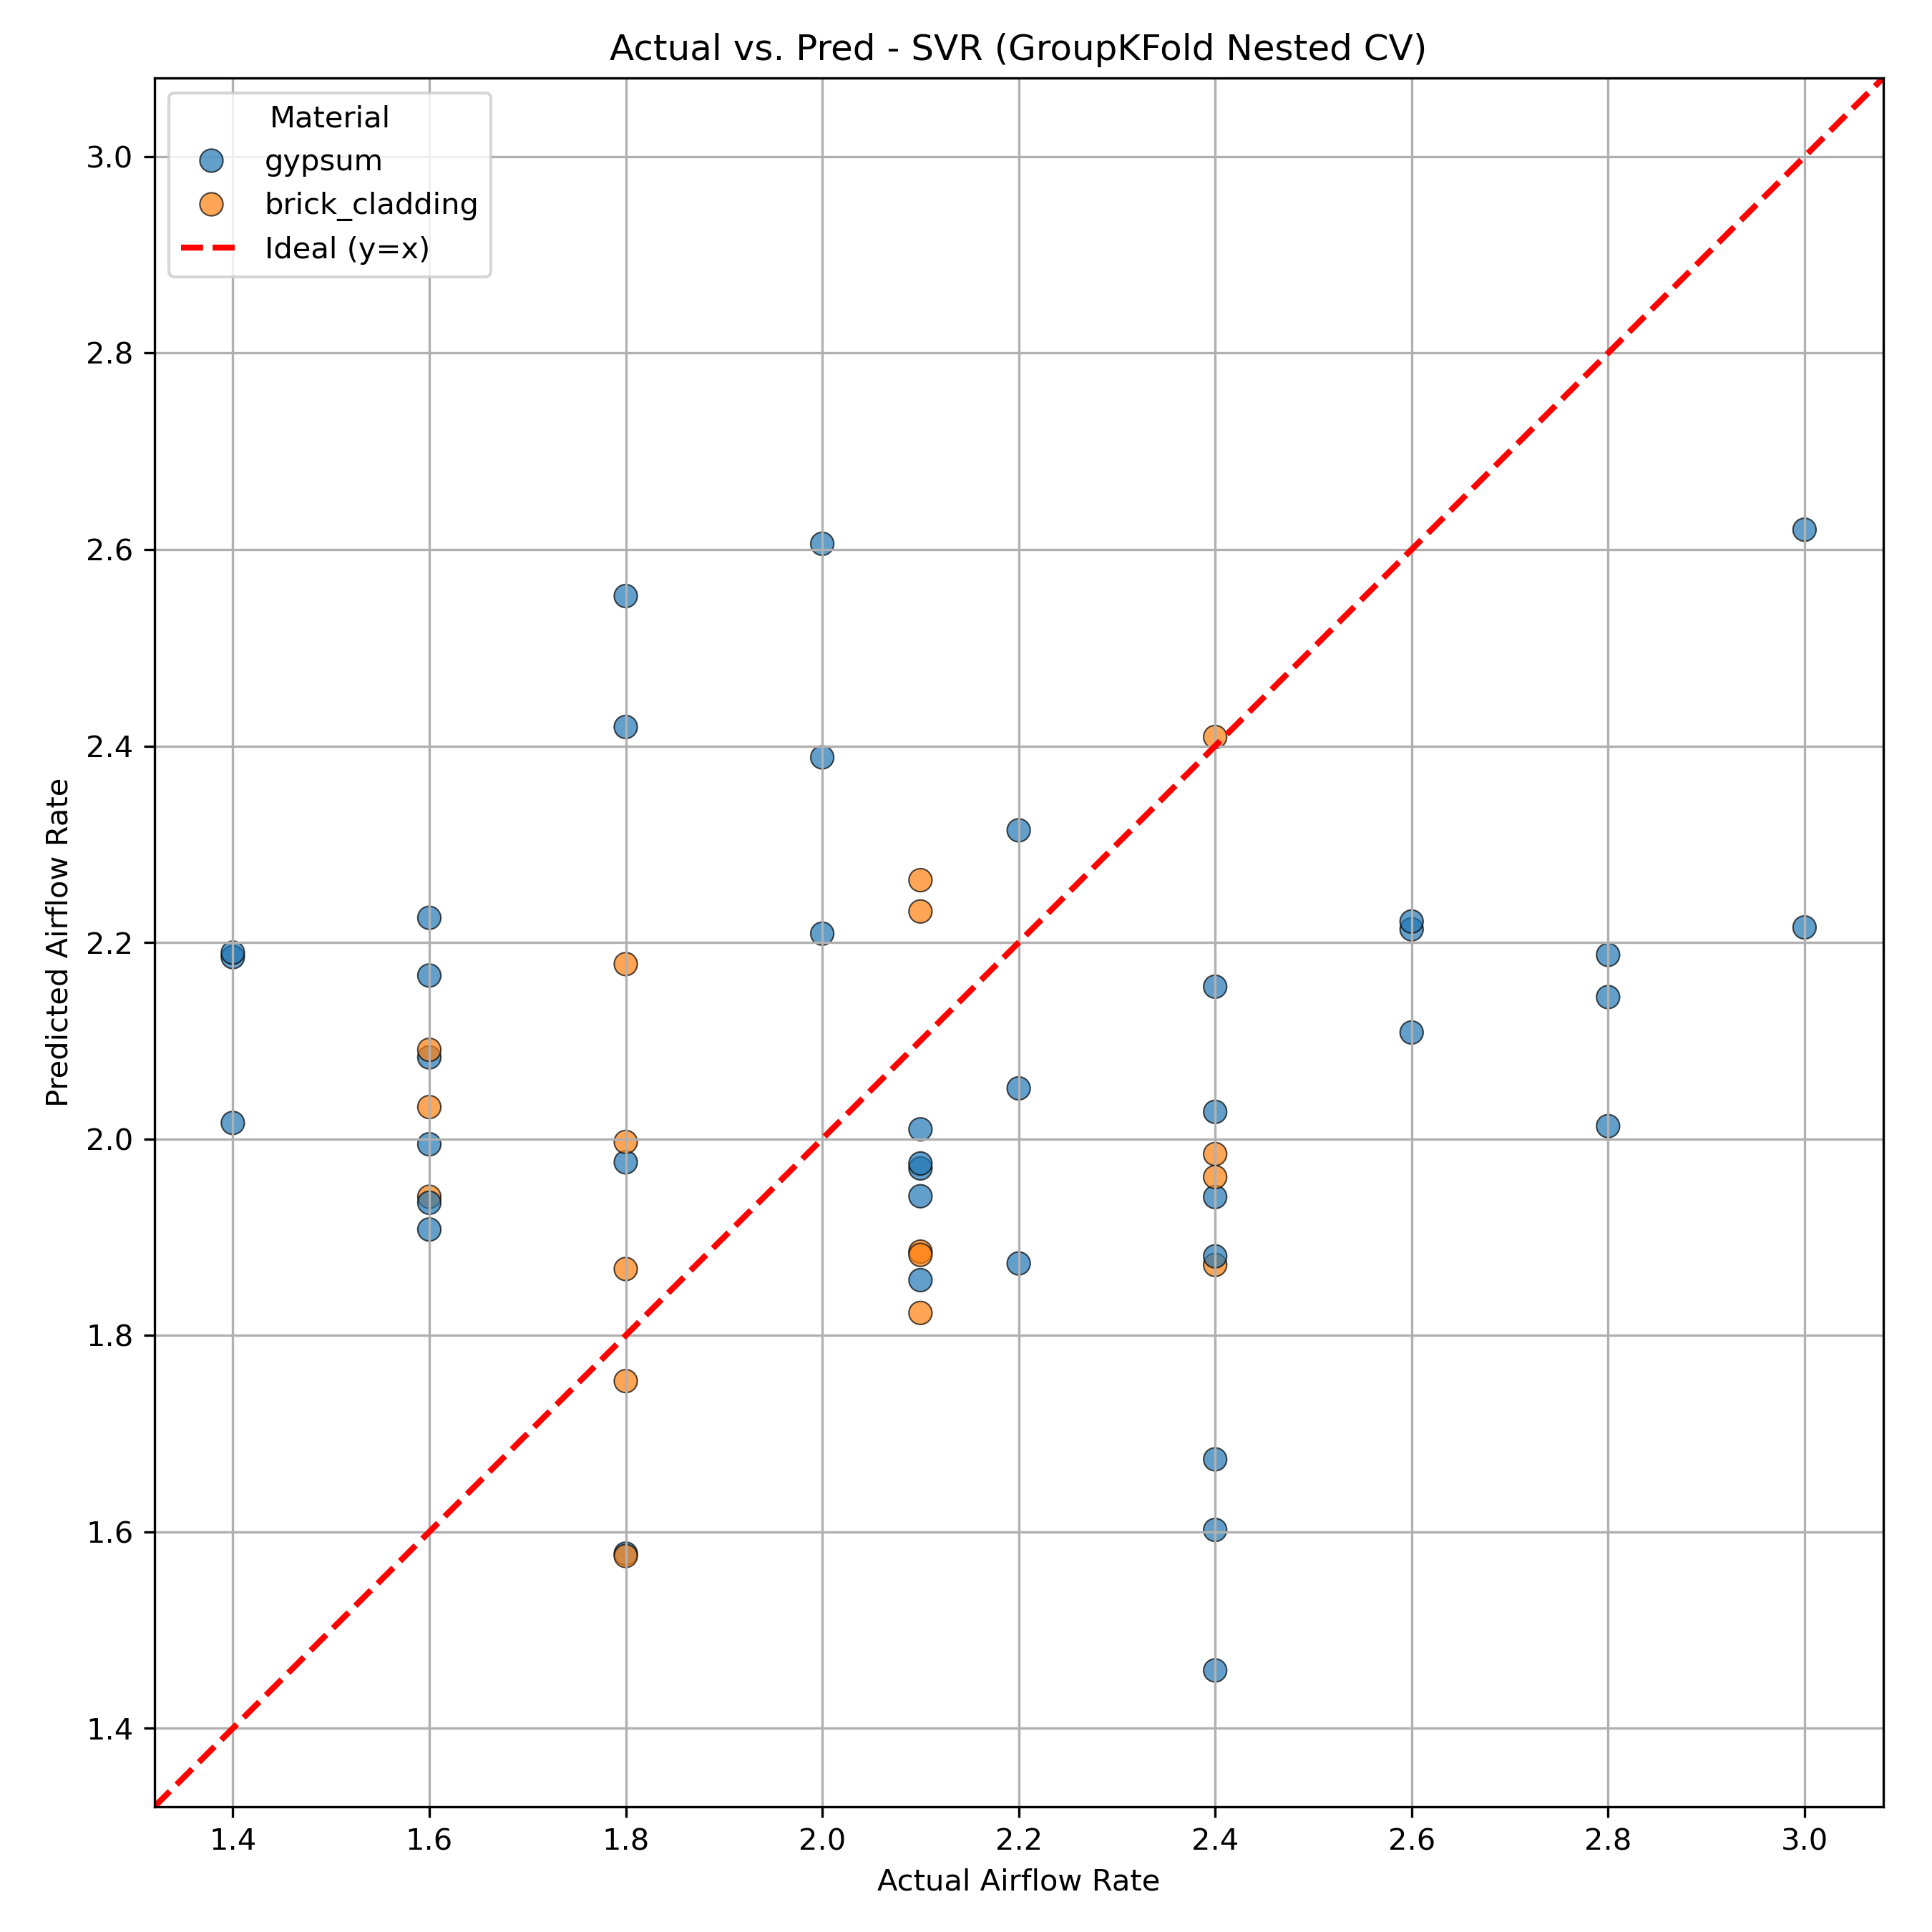 Actual vs. Pred - SVR (GroupKFold Nested CV)
Material
gypsum
brick_cladding
Ideal (y=x)
Predicted Airflow Rate
3.0
2.8
2.6
2.4
2.2
2.0
1.8
1.6
1.4
1.4 1.6 1.8 2.0 2.2 2.4 2.6 2.8 3.0
Actual Airflow Rate